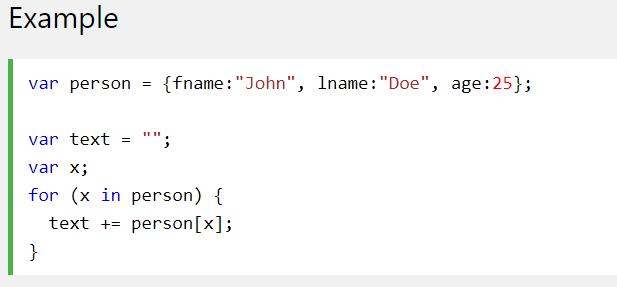 Example
var person = {fname:"John", lname:"Doe", age:25};
var text = "";
var x;
for (x in person) {
  text += person[x];
}